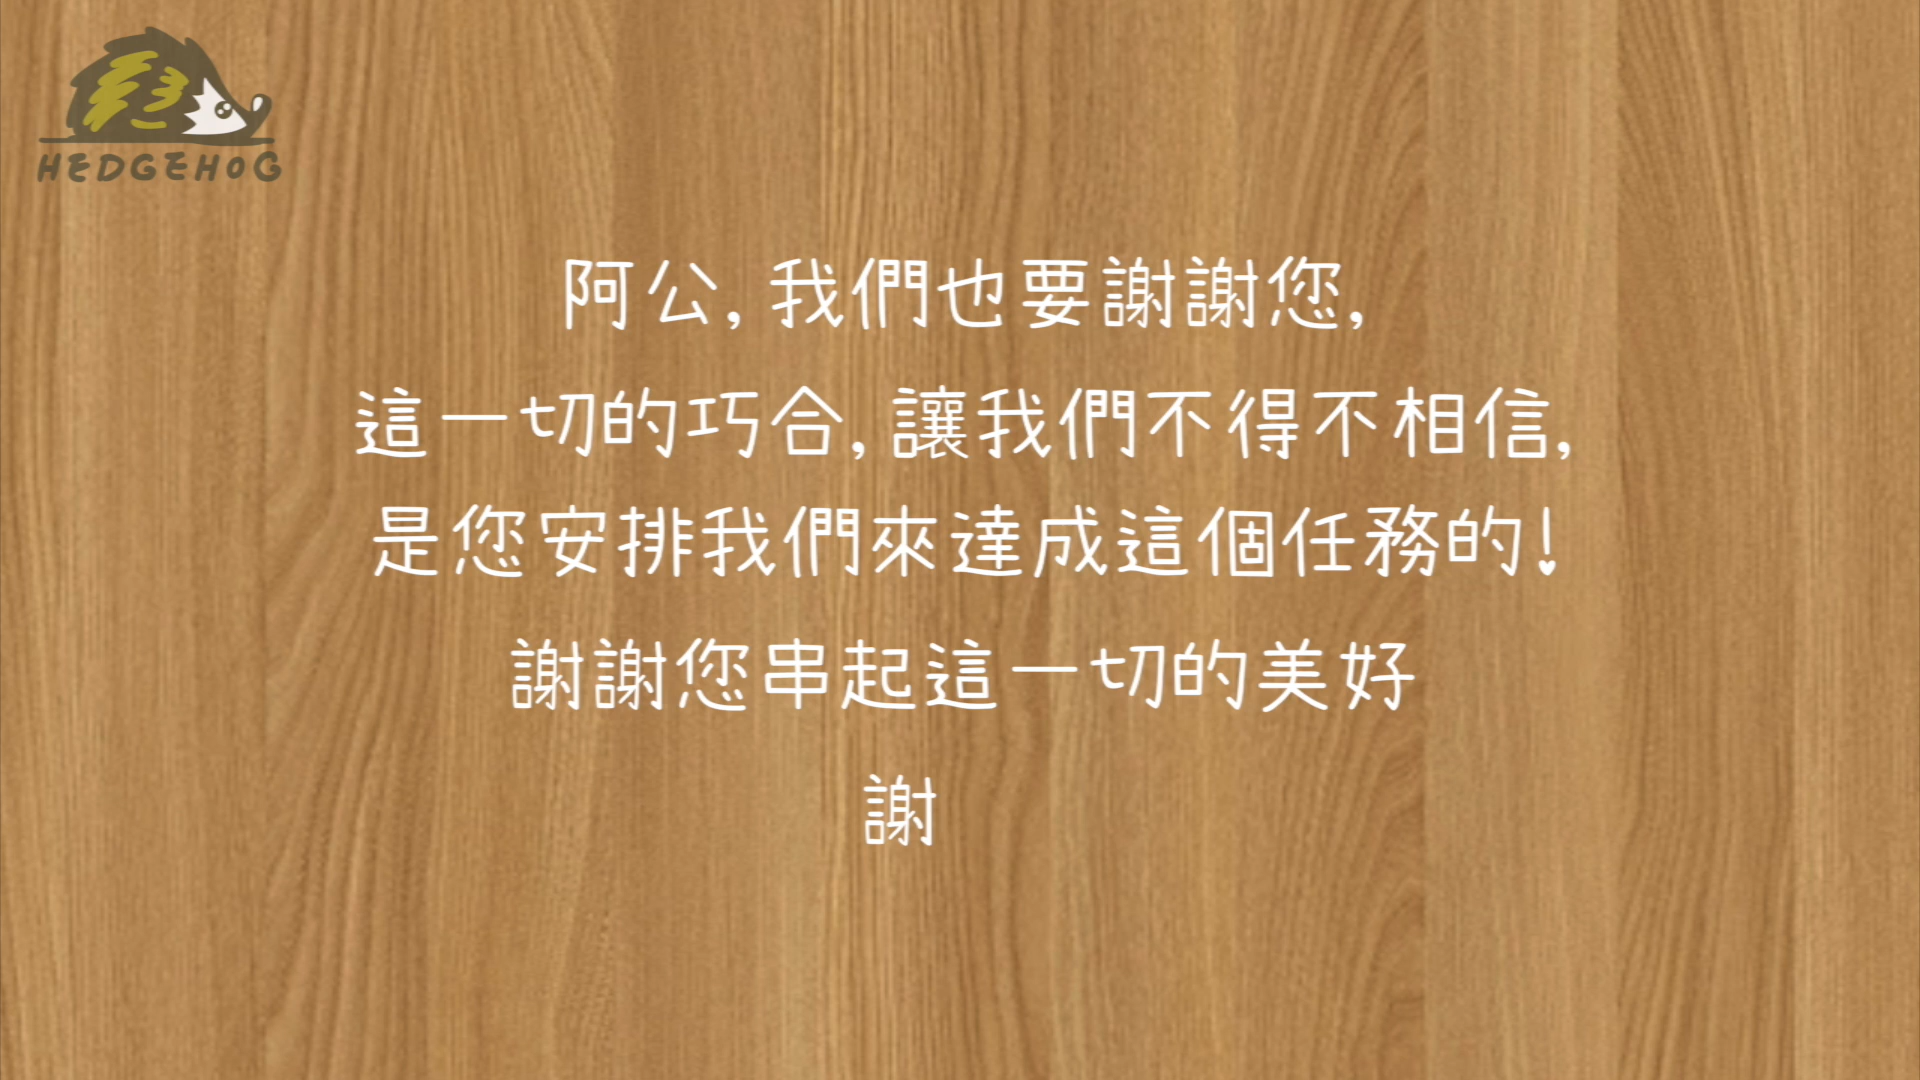 HEDGEHOG
阿公,我們也要謝謝您,
這一切的巧合,讓我們不得不相信,
是您安排我們來達成這個任務的!
謝謝您串起這一切的美好
謝